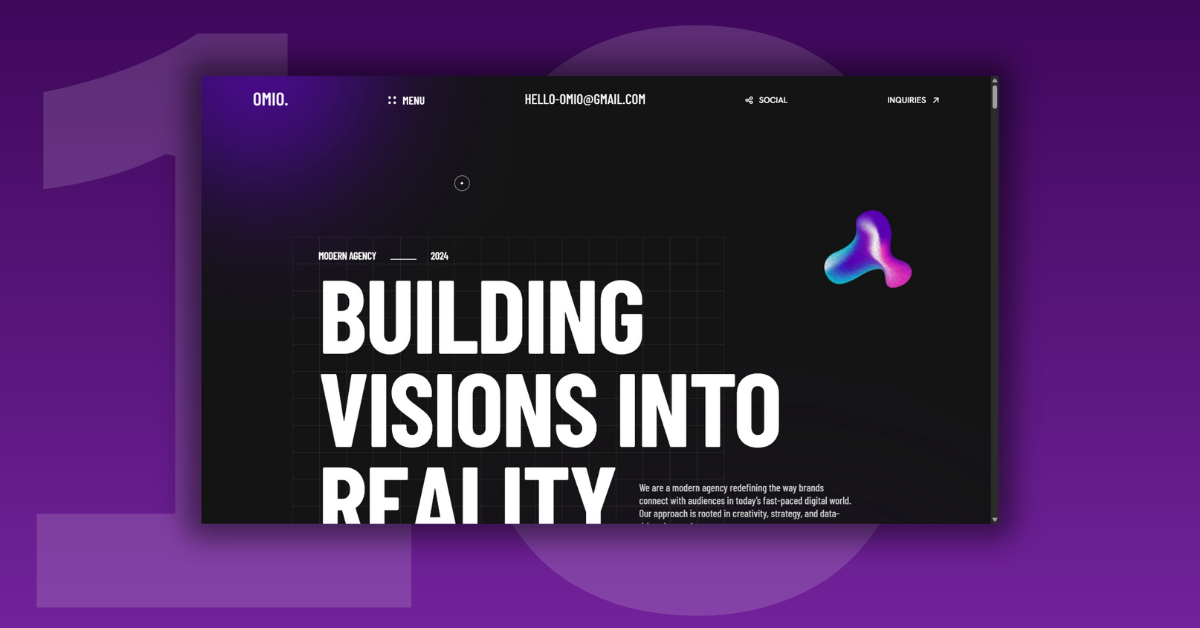 10
OMIO.
MENU
HELLO-OMIO@GMAIL.COM
SOCIAL
INQUIRIES
MODERN AGENCY
2024
BUILDING
VISIONS INTO
REALITY
We are a modern agency redefining the way brands
connect with audiences in today's fast-paced digital world.
Our approach is rooted in creativity, strategy, and data-